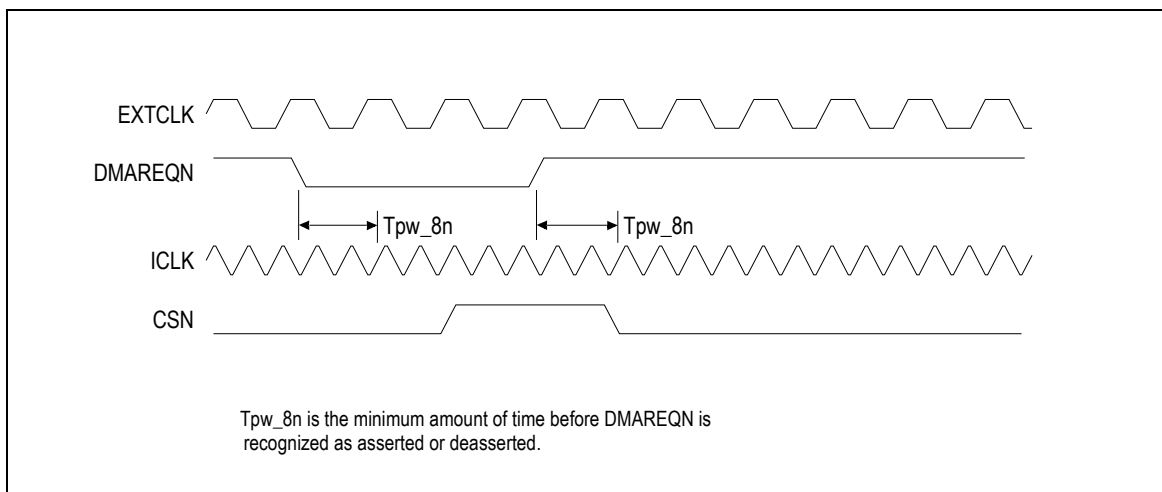 EXTCLK
DMAREQN
Tpw_8n
Tpw_8n
ICLK
CSN
Tpw_8n is the minimum amount of time before DMAREQN is
recognized as asserted or deasserted.